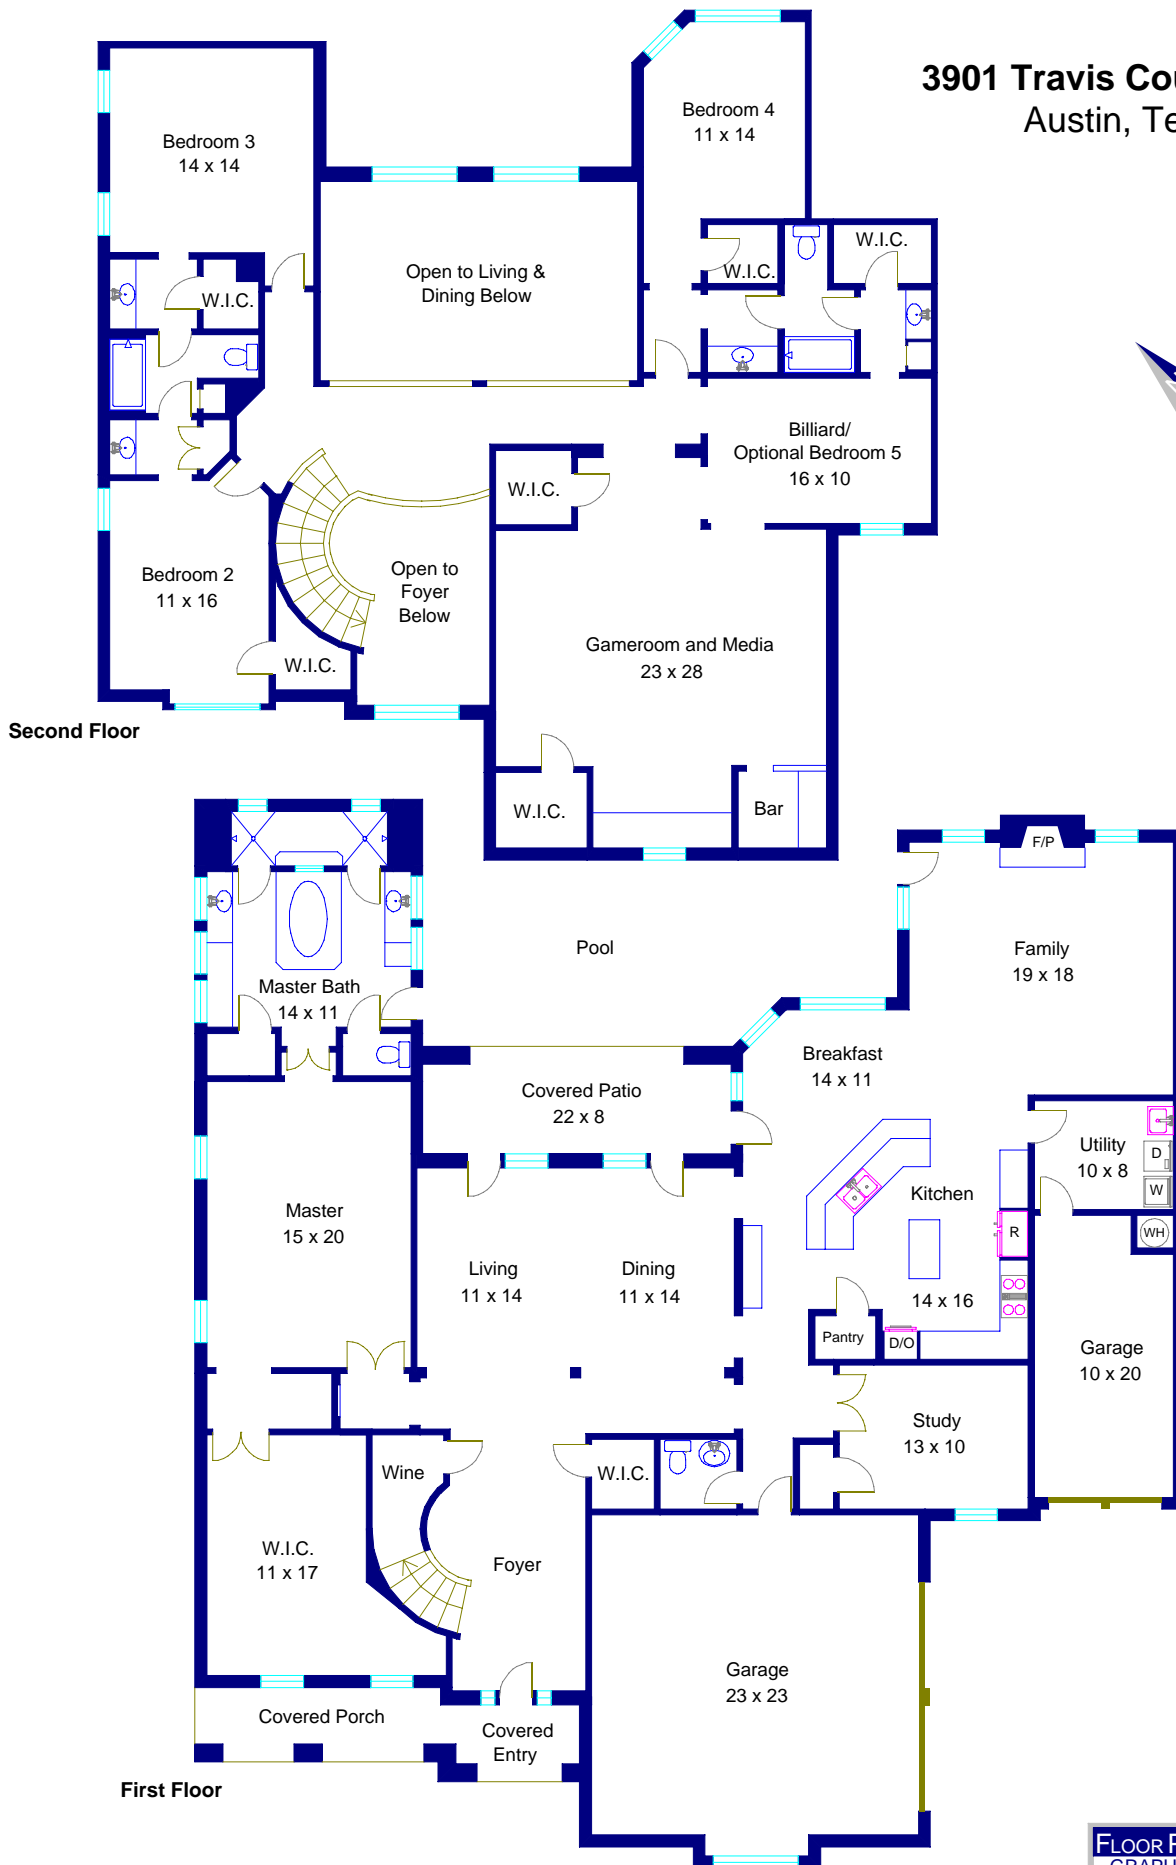 3901 Travis
Austin,
Bedroom 3
14 x 14
Bedroom 4
11 x 14
W.I.C.
W.I.C.
W.I.C.
Open to Living &
Dining Below
Billiard/
Optional Bedroom 5
16 x 10
W.I.C.
Bedroom 2
11 x 16
Open to
Foyer
Below
Gameroom and Media
23 x 28
W.I.C.
Second Floor
W.I.C.
Bar
F/P
Pool
Family
19 x 18
Master Bath
14 x 11
Breakfast
14 x 11
Covered Patio
22 x 8
Utility
10 x 8
D
W
Kitchen
Master
15 x 20
R
WH
Living
11 x 14
Dining
11 x 14
14 x 16
Pantry
D/O
Garage
10 x 20
Study
13 x 10
Wine
W.I.C.
W.I.C.
11 x 17
Foyer
Garage
23 x 23
Covered Porch
Covered
Entry
First Floor
FLOOR